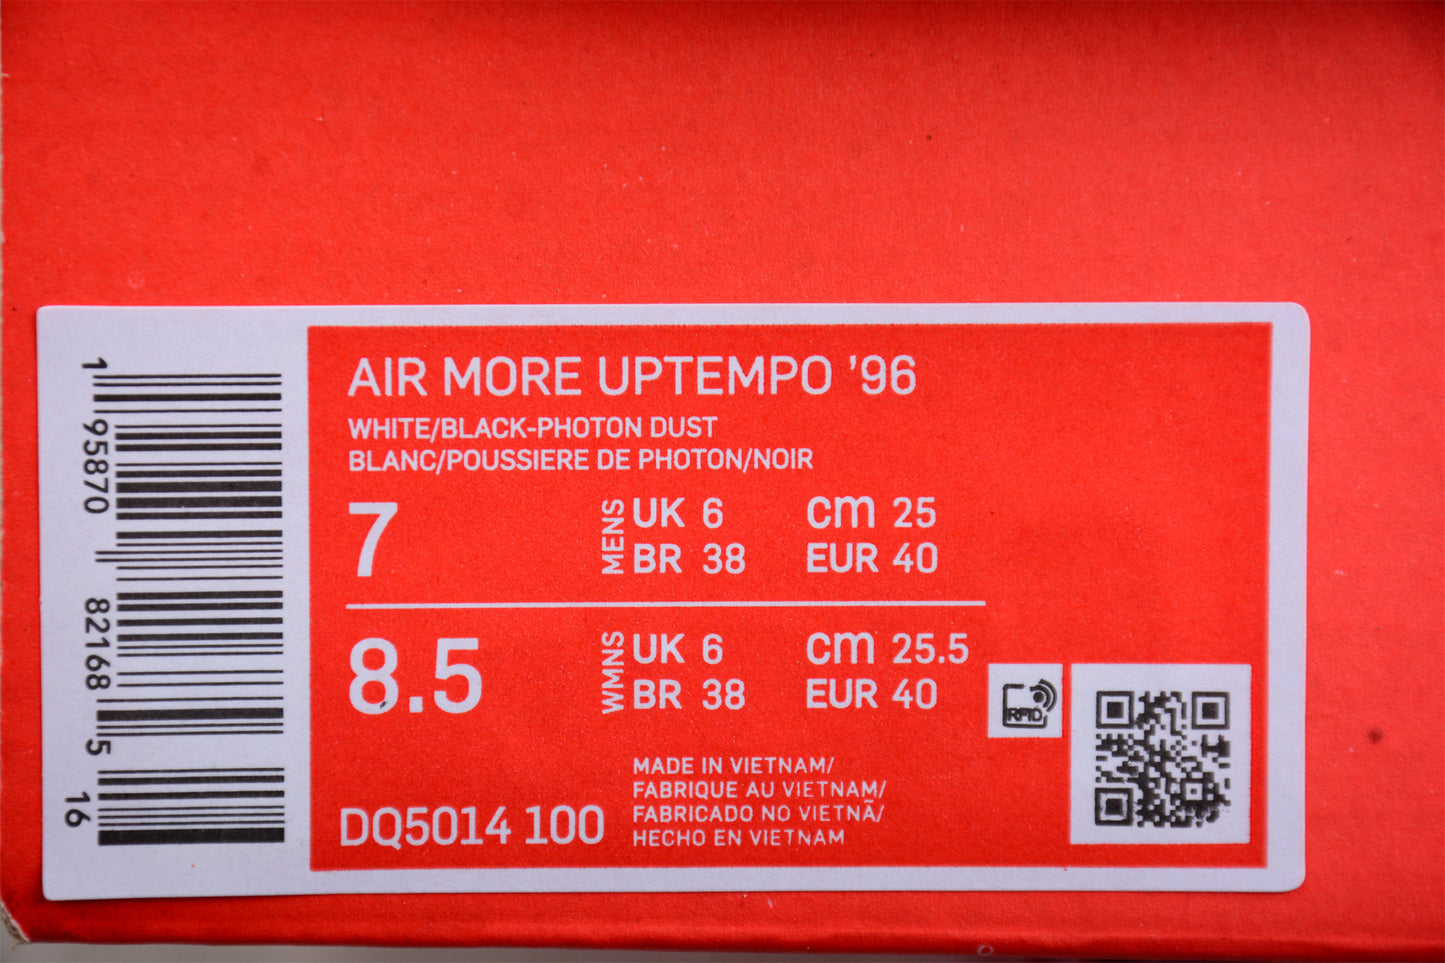 AIR MORE UPTEMPO '96
WHITE/BLACK-PHOTON DUST
BLANC/POUSSIERE DE PHOTON/NOIR
7
MENS
UK 6 cm 25
BR 38 EUR 40
8.5
WMNS
UK 6 cm 25.5
BR 38 EUR 40
DQ5014 100
MADE IN VIETNAM/
FABRIQUE AU VIETNAM/
FABRICADO NO VIETNÃ/
HECHO EN VIETNAM
RFID
1 95870 82168 5
16